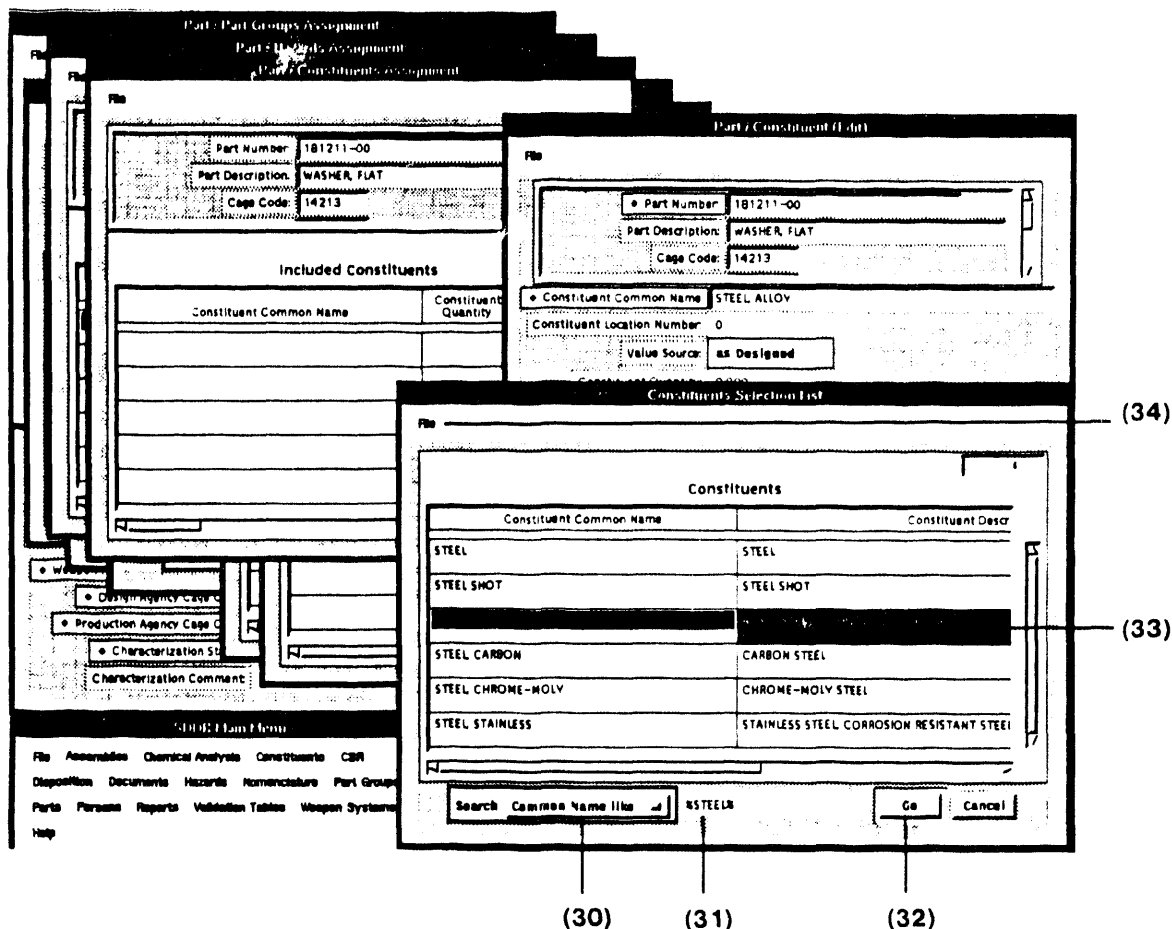 Part / Part Groups Assignment
Part / Hazards Assignment
Part / Constituents Assignment
File
Part Number: 181211-00
Part Description: WASHER, FLAT
Cage Code: 14213
Included Constituents
Constituent Common Name
Constituent Quantity
Part / Constituent (Edit)
File
Part Number 181211-00
Part Description: WASHER, FLAT
Cage Code: 14213
Constituent Common Name STEEL ALLOY
Constituent Location Number 0
Value Source: as Designed
Constituents Selection List
File
(34)
Constituents
Constituent Common Name Constituent Descr
STEEL STEEL
STEEL SHOT STEEL SHOT
(33)
STEEL CARBON CARBON STEEL
STEEL CHROME-MOLY CHROME-MOLY STEEL
STEEL STAINLESS STAINLESS STEEL CORROSION RESISTANT STEEL
Search Common Name like %STEEL% Go Cancel
(30) (31) (32)
Design Agency Cage C
Production Agency Cage C
Characterization St
Characterization Comment
SDDB Main Menu
File Assemblies Chemical Analysis Constituents CSR
Disposition Documents Hazards Nomenclature Part Groups
Parts Persons Reports Validation Tables Weapon Systems
Help